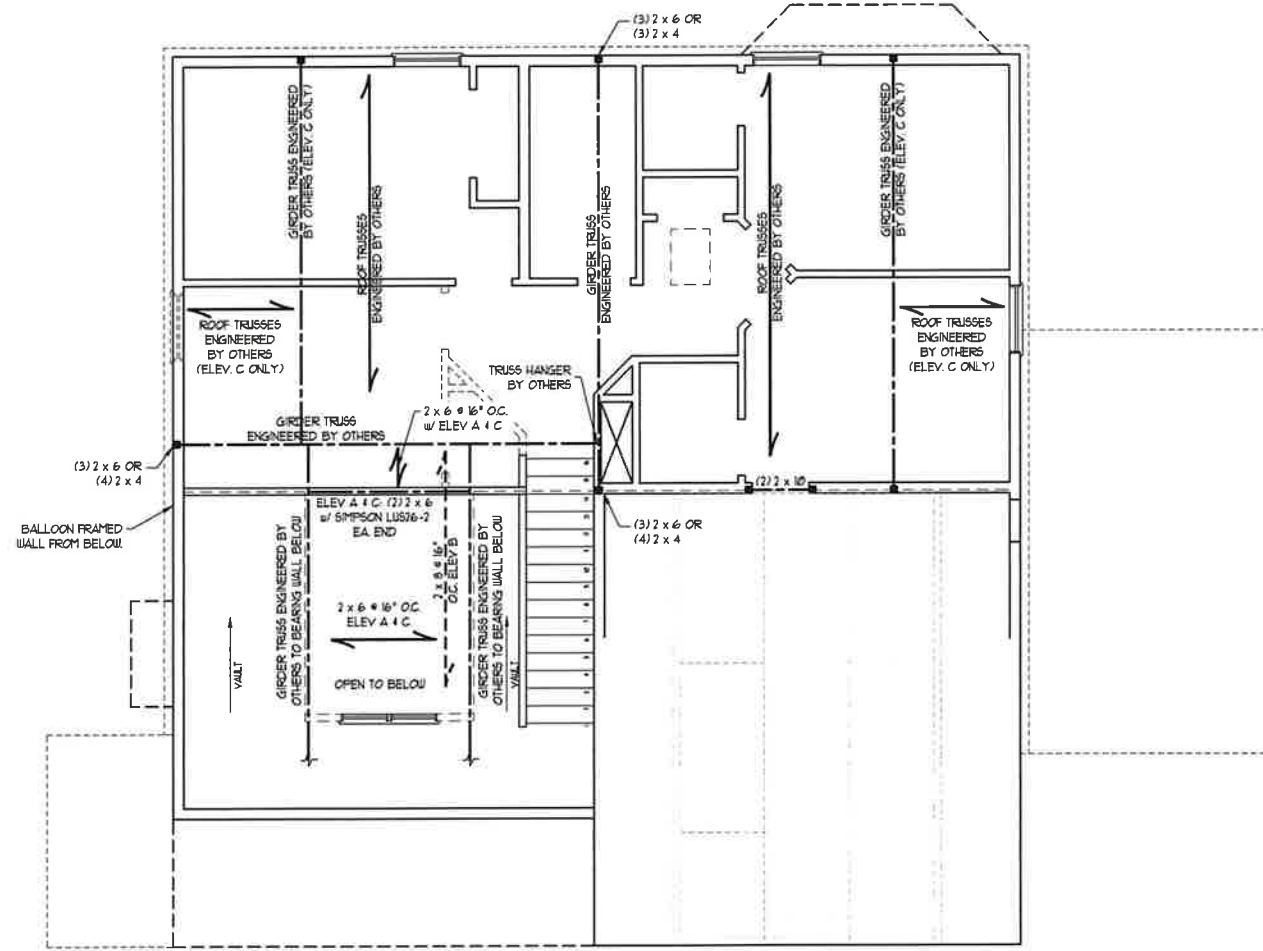 (3) 2 x 6 OR
(3) 2 x 4
GIRDER TRUSS ENGINEERED
BY OTHERS (ELEV. C ONLY)
ROOF TRUSSES
ENGINEERED BY OTHERS
GIRDER TRUSS
ENGINEERED BY OTHERS
ROOF TRUSSES
ENGINEERED BY OTHERS
GIRDER TRUSS ENGINEERED
BY OTHERS (ELEV. C ONLY)
ROOF TRUSSES
ENGINEERED
BY OTHERS
(ELEV. C ONLY)
ROOF TRUSSES
ENGINEERED
BY OTHERS
(ELEV. C ONLY)
TRUSS HANGER
BY OTHERS
2 x 6 @ 16" O.C.
w/ ELEV A & C
GIRDER TRUSS
ENGINEERED BY OTHERS
(3) 2 x 6 OR
(4) 2 x 4
(2) 2 x 10
BALLOON FRAMED
WALL FROM BELOW.
ELEV A & C: (2) 2 x 6
w/ SIMPSON LUS26-2
EA. END
(3) 2 x 6 OR
(4) 2 x 4
GIRDER TRUSS ENGINEERED BY
OTHERS TO BEARING WALL BELOW
2 x 8 @ 16"
O.C. ELEV B
GIRDER TRUSS ENGINEERED BY
OTHERS TO BEARING WALL BELOW
2 x 6 @ 16" O.C.
ELEV A & C
VAULT
VAULT
OPEN TO BELOW